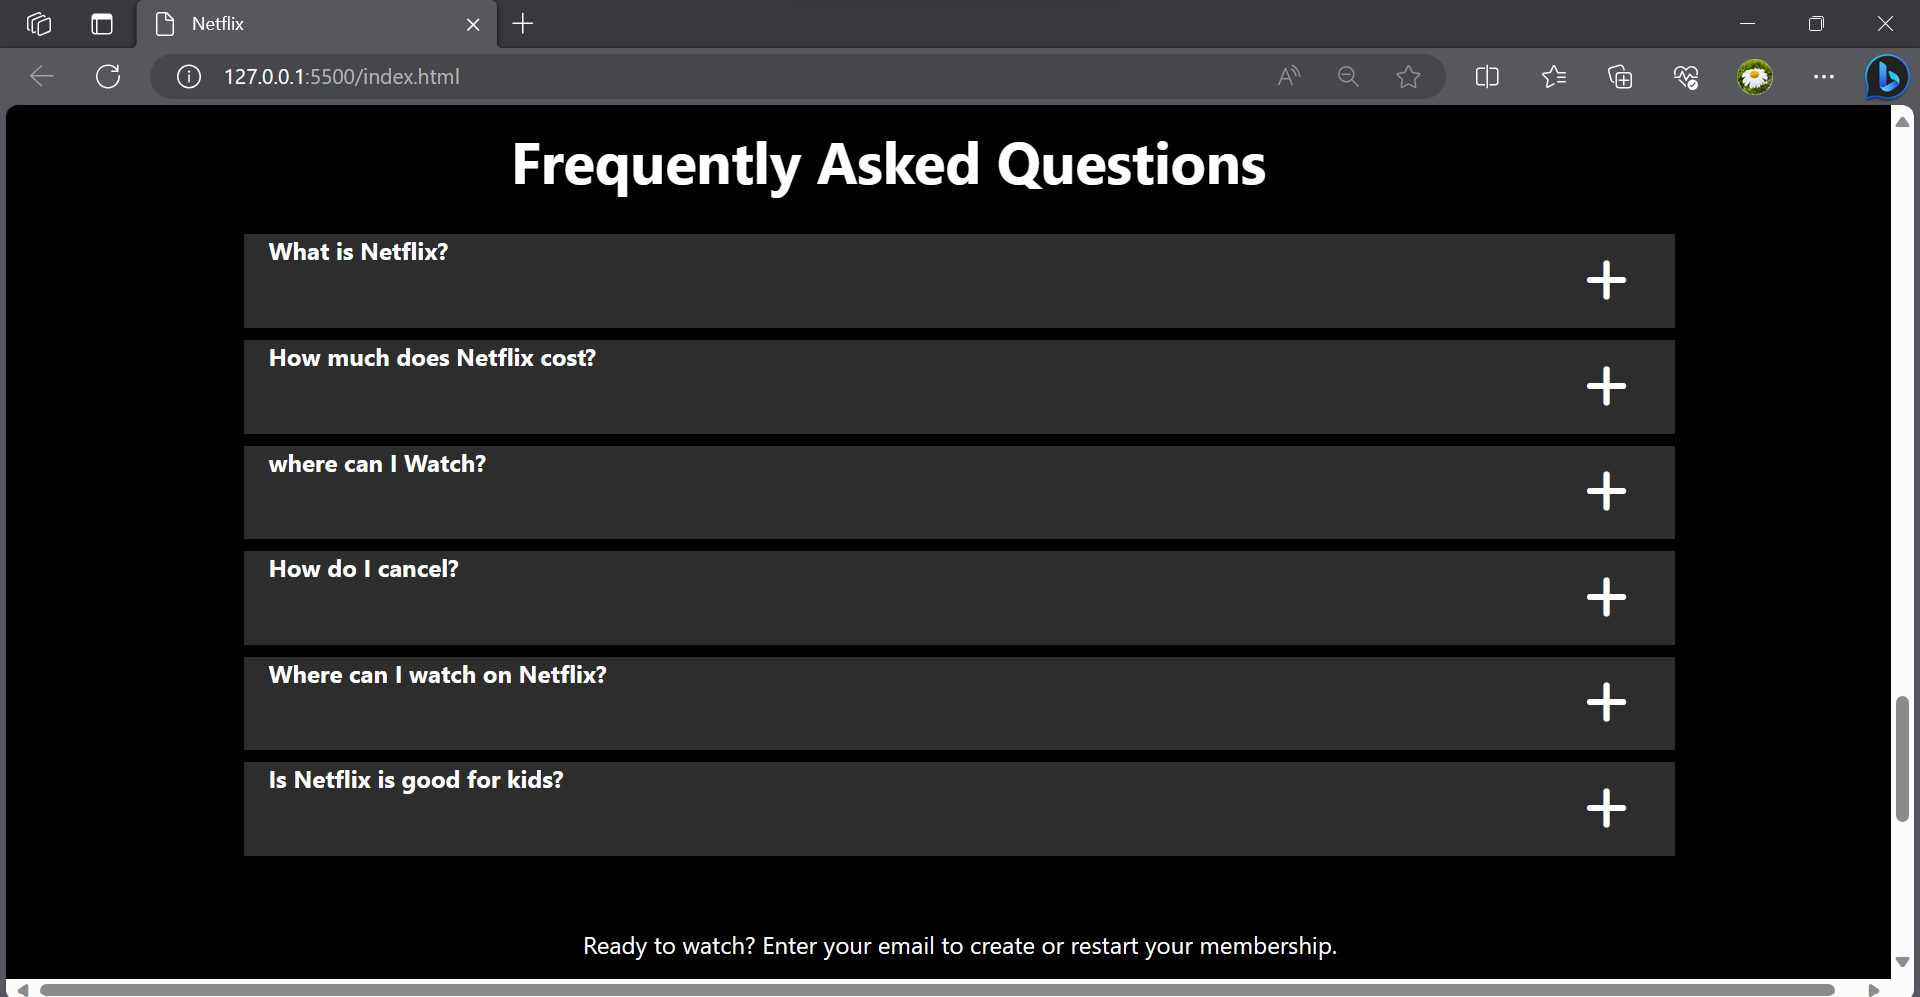 Netflix
127.0.0.1:5500/index.html
Frequently Asked Questions
What is Netflix?
How much does Netflix cost?
where can I Watch?
How do I cancel?
Where can I watch on Netflix?
Is Netflix is good for kids?
Ready to watch? Enter your email to create or restart your membership.